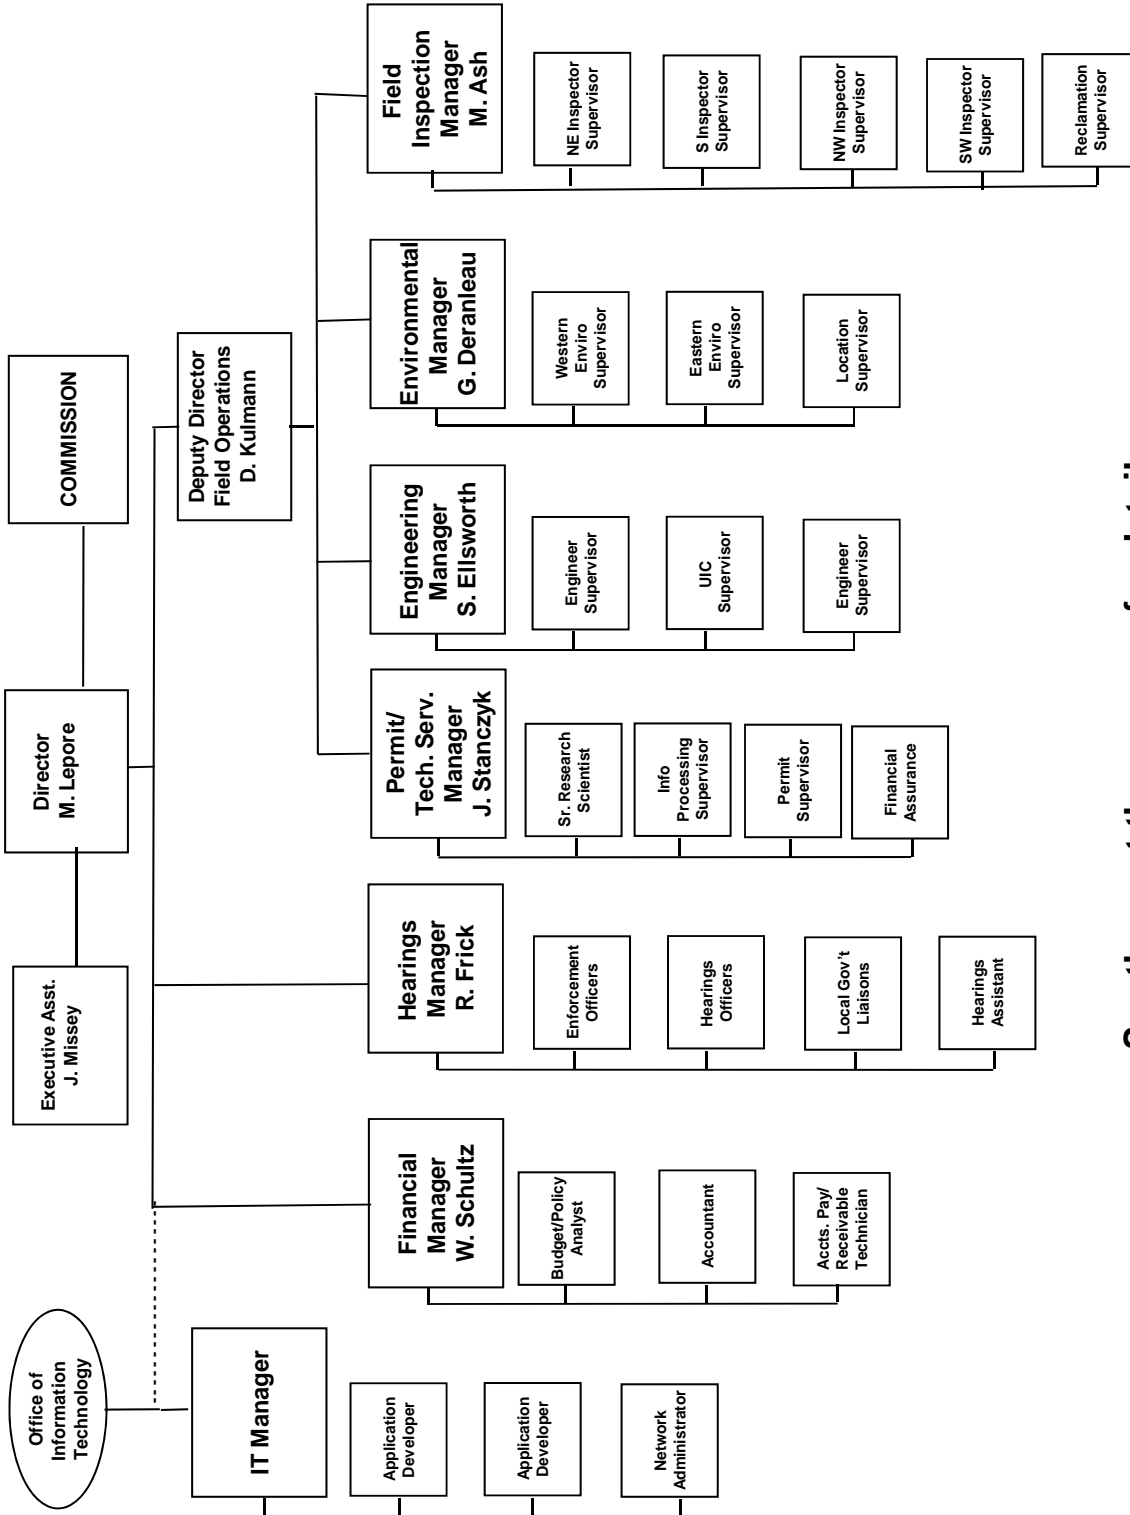 COMMISSION
Director
M. Lepore
Executive Asst.
J. Missey
Office of
Information
Technology
Deputy Director
Field Operations
D. Kulmann
IT Manager
Application
Developer
Application
Developer
Network
Administrator
Financial
Manager
W. Schultz
Budget/Policy
Analyst
Accountant
Accts. Pay/
Receivable
Technician
Hearings
Manager
R. Frick
Enforcement
Officers
Hearings
Officers
Local Gov't
Liaisons
Hearings
Assistant
Permit/
Tech. Serv.
Manager
J. Stanczyk
Sr. Research
Scientist
Info
Processing
Supervisor
Permit
Supervisor
Financial
Assurance
Engineering
Manager
S. Ellsworth
Engineer
Supervisor
UIC
Supervisor
Engineer
Supervisor
Environmental
Manager
G. Deranleau
Western
Enviro
Supervisor
Eastern
Enviro
Supervisor
Location
Supervisor
Field
Inspection
Manager
M. Ash
NE Inspector
Supervisor
S Inspector
Supervisor
NW Inspector
Supervisor
SW Inspector
Supervisor
Reclamation
Supervisor